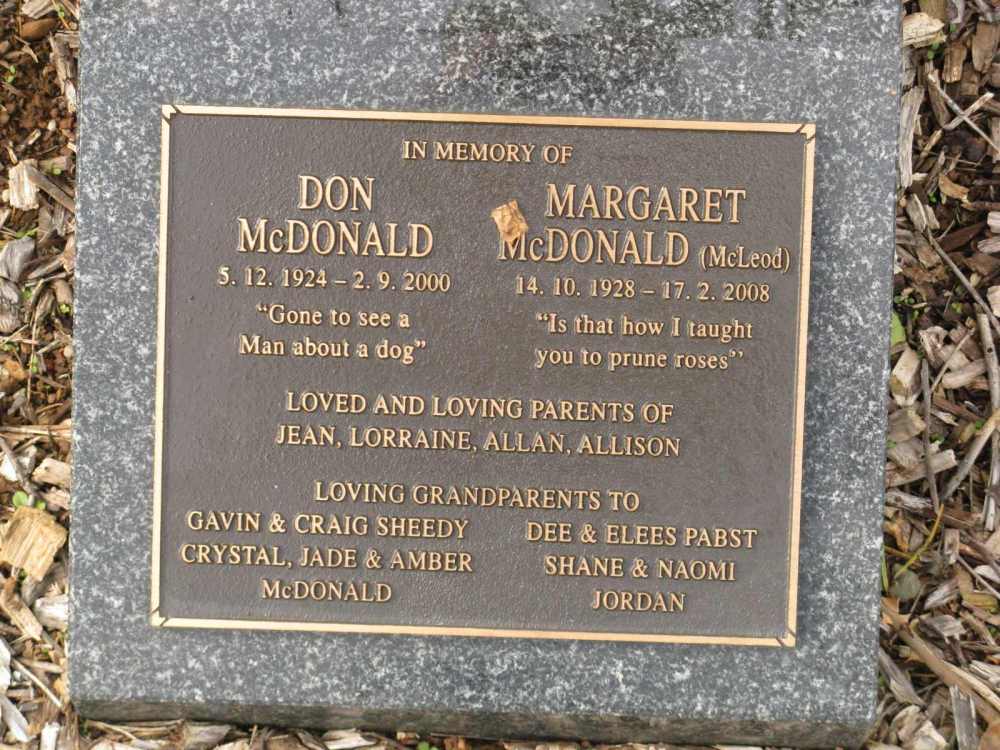 IN MEMORY OF
DON
McDONALD
5. 12. 1924 – 2. 9. 2000
“Gone to see a
Man about a dog”
MARGARET
McDONALD (McLeod)
14. 10. 1928 – 17. 2. 2008
“Is that how I taught
you to prune roses”
LOVED AND LOVING PARENTS OF
JEAN, LORRAINE, ALLAN, ALLISON
LOVING GRANDPARENTS TO
GAVIN & CRAIG SHEEDY
CRYSTAL, JADE & AMBER
McDONALD
DEE & ELEES PABST
SHANE & NAOMI
JORDAN